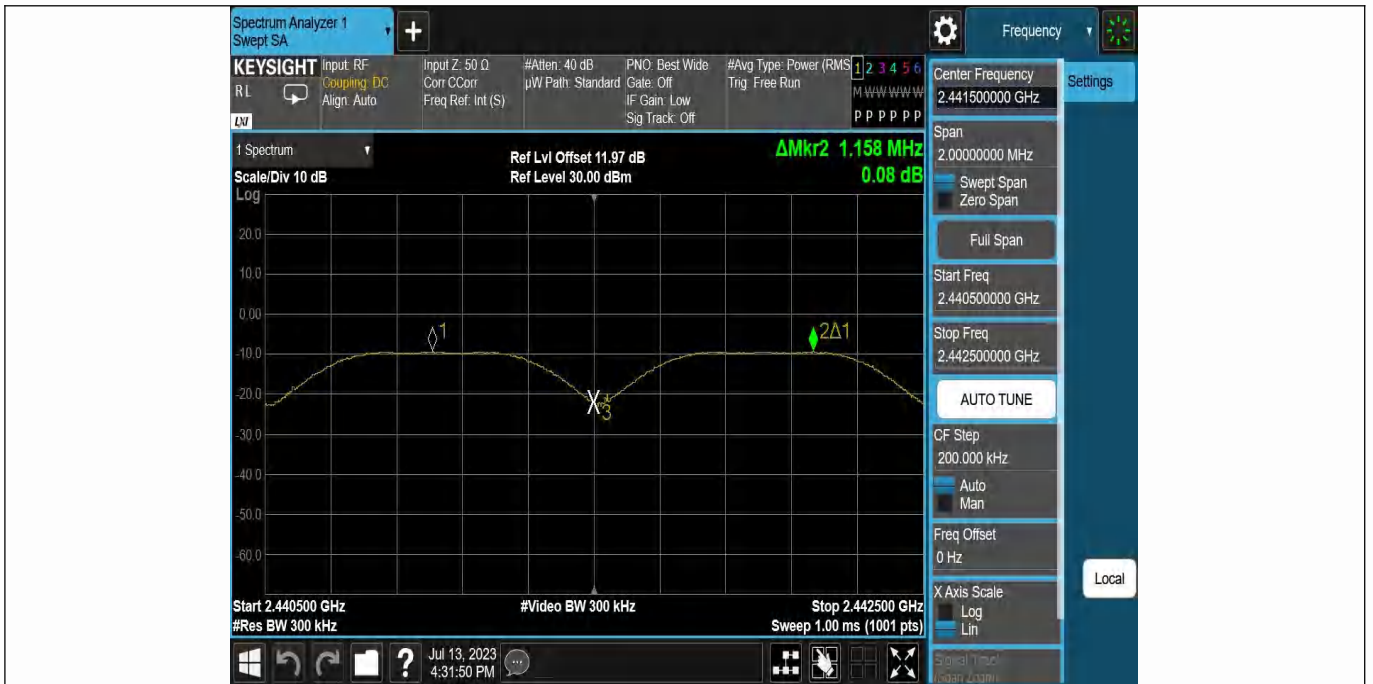 Spectrum Analyzer 1
Swept SA
+
Frequency
KEYSIGHT
R L
LXI
Input: RF
Coupling: DC
Align: Auto
Input Z: 50 Ω
Corr CCorr
Freq Ref: Int (S)
#Atten: 40 dB
µW Path: Standard
PNO: Best Wide
Gate: Off
IF Gain: Low
Sig Track: Off
#Avg Type: Power (RMS
Trig: Free Run
1 2 3 4 5 6
M W W W W W
P P P P P P
1 Spectrum
Scale/Div 10 dB
Ref Lvl Offset 11.97 dB
Ref Level 30.00 dBm
ΔMkr2 1.158 MHz
0.08 dB
Log
20.0
10.0
0.00
-10.0
-20.0
-30.0
-40.0
-50.0
-60.0
1
2Δ1
X
3
Start 2.440500 GHz
#Res BW 300 kHz
#Video BW 300 kHz
Stop 2.442500 GHz
Sweep 1.00 ms (1001 pts)
?
Jul 13, 2023
4:31:50 PM
Center Frequency
2.441500000 GHz
Settings
Span
2.00000000 MHz
Swept Span
Zero Span
Full Span
Start Freq
2.440500000 GHz
Stop Freq
2.442500000 GHz
AUTO TUNE
CF Step
200.000 kHz
Auto
Man
Freq Offset
0 Hz
X Axis Scale
Log
Lin
Local
Signal Track
(Span Zoom)